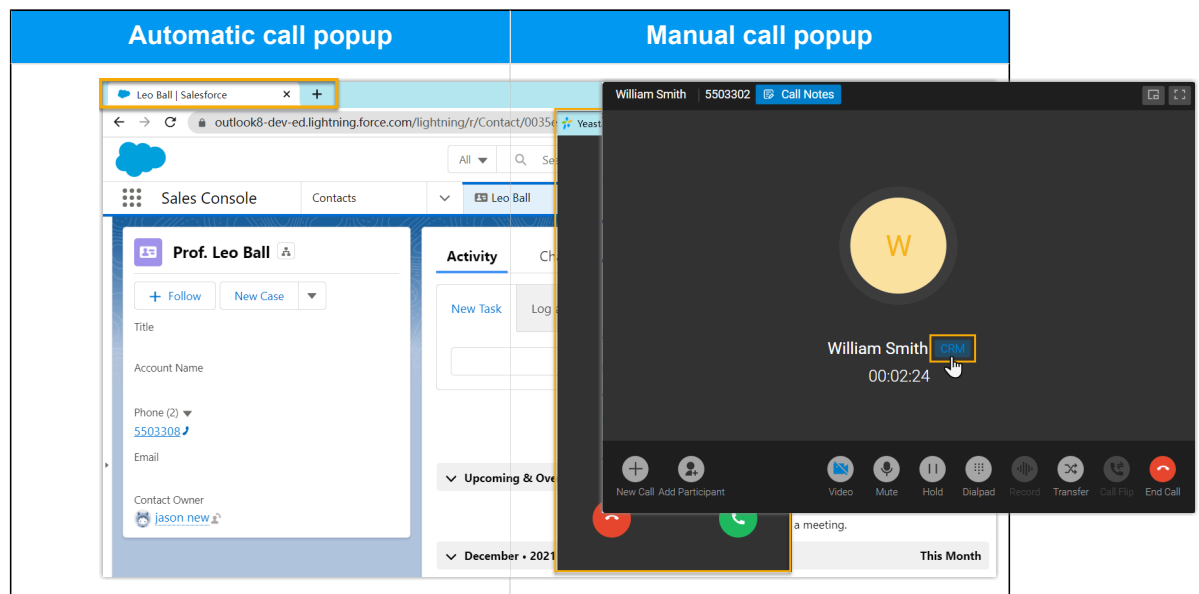 Automatic call popup
Manual call popup
Leo Ball | Salesforce
outlook8-dev-ed.lightning.force.com/lightning/r/Contact/0035e
All
Sales Console
Contacts
Leo Ball
Prof. Leo Ball
Follow
New Case
Title
Account Name
Phone (2)
5503308
Email
Contact Owner
jason new
Activity
New Task
Log
Upcoming & Ove
December • 2021
This Month
a meeting.
Yeast
William Smith
5503302
Call Notes
W
William Smith CRM
00:02:24
New Call
Add Participant
Video
Mute
Hold
Dialpad
Record
Transfer
Call Flip
End Call